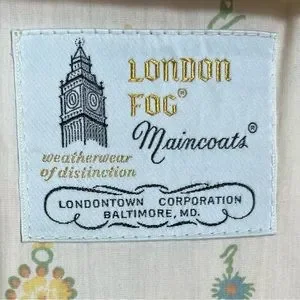 LONDON
FOG®
Maincoats®
weatherwear
of distinction
LONDONTOWN CORPORATION
BALTIMORE, MD.